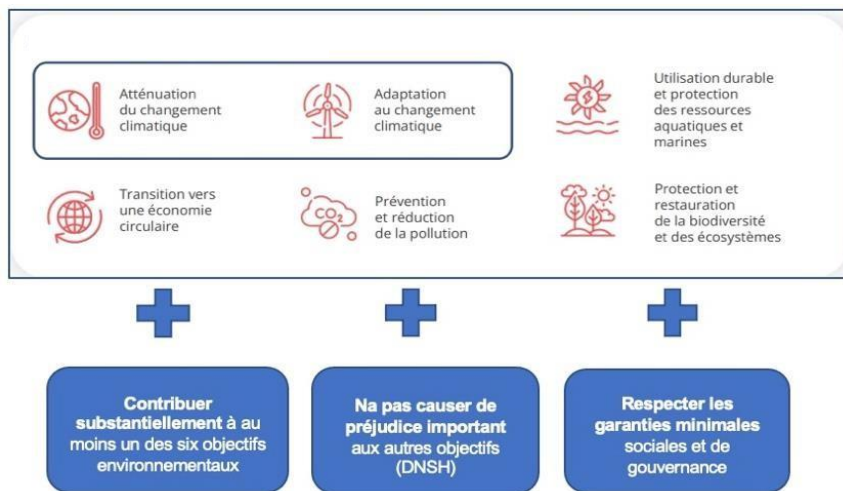 Atténuation
du changement
climatique
Adaptation
au changement
climatique
Utilisation durable
et protection
des ressources
aquatiques et
marines
Transition vers
une économie
circulaire
CO2
Prévention
et réduction
de la pollution
Protection et
restauration
de la biodiversité
et des écosystèmes
Contribuer
substantiellement à au
moins un des six objectifs
environnementaux
Na pas causer de
préjudice important
aux autres objectifs
(DNSH)
Respecter les
garanties minimales
sociales et de
gouvernance